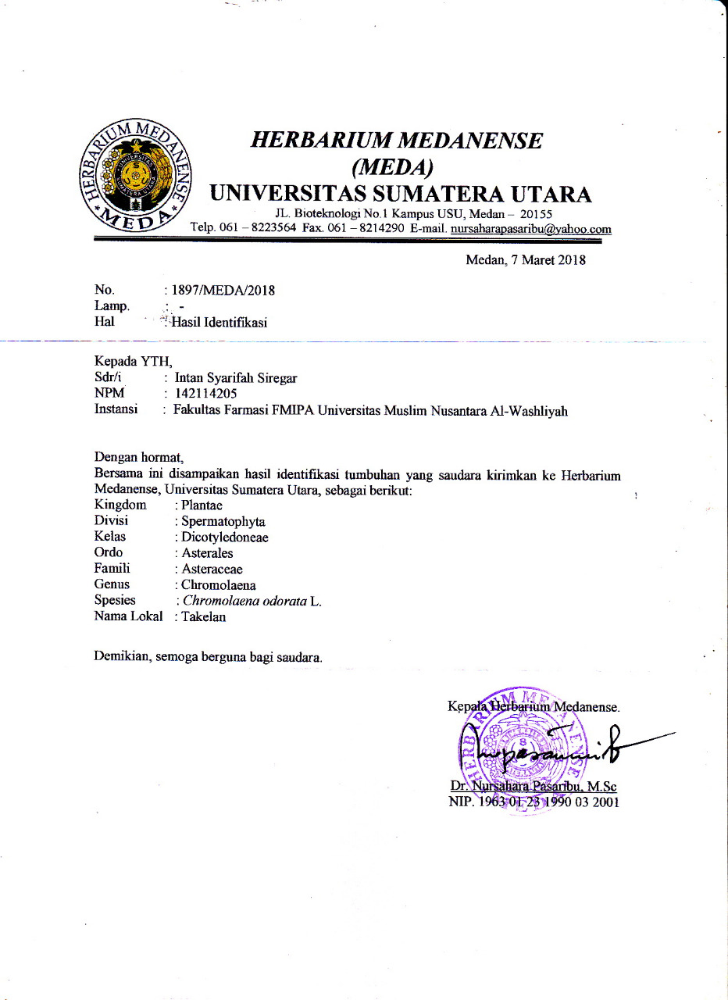 HERBARIUM MEDANENSE
(MEDA)
UNIVERSITAS SUMATERA UTARA
JL. Bioteknologi No.1 Kampus USU, Medan – 20155
Telp. 061 – 8223564 Fax. 061 – 8214290 E-mail. nursaharapasaribu@yahoo.com
HERBARIUM MEDANENSE
* MEDA *
UNIVERSITAS
SUMATERA UTARA
Medan, 7 Maret 2018
No. : 1897/MEDA/2018
Lamp. : -
Hal : Hasil Identifikasi
Kepada YTH,
Sdr/i : Intan Syarifah Siregar
NPM : 142114205
Instansi : Fakultas Farmasi FMIPA Universitas Muslim Nusantara Al-Washliyah
Dengan hormat,
Bersama ini disampaikan hasil identifikasi tumbuhan yang saudara kirimkan ke Herbarium
Medanense, Universitas Sumatera Utara, sebagai berikut:
Kingdom : Plantae
Divisi : Spermatophyta
Kelas : Dicotyledoneae
Ordo : Asterales
Famili : Asteraceae
Genus : Chromolaena
Spesies : Chromolaena odorata L.
Nama Lokal : Takelan
Demikian, semoga berguna bagi saudara.
Kepala Herbarium Medanense.
HERBARIUM MEDANENSE
MEDA
Dr. Nursahara Pasaribu, M.Sc
NIP. 1963 01 23 1990 03 2001